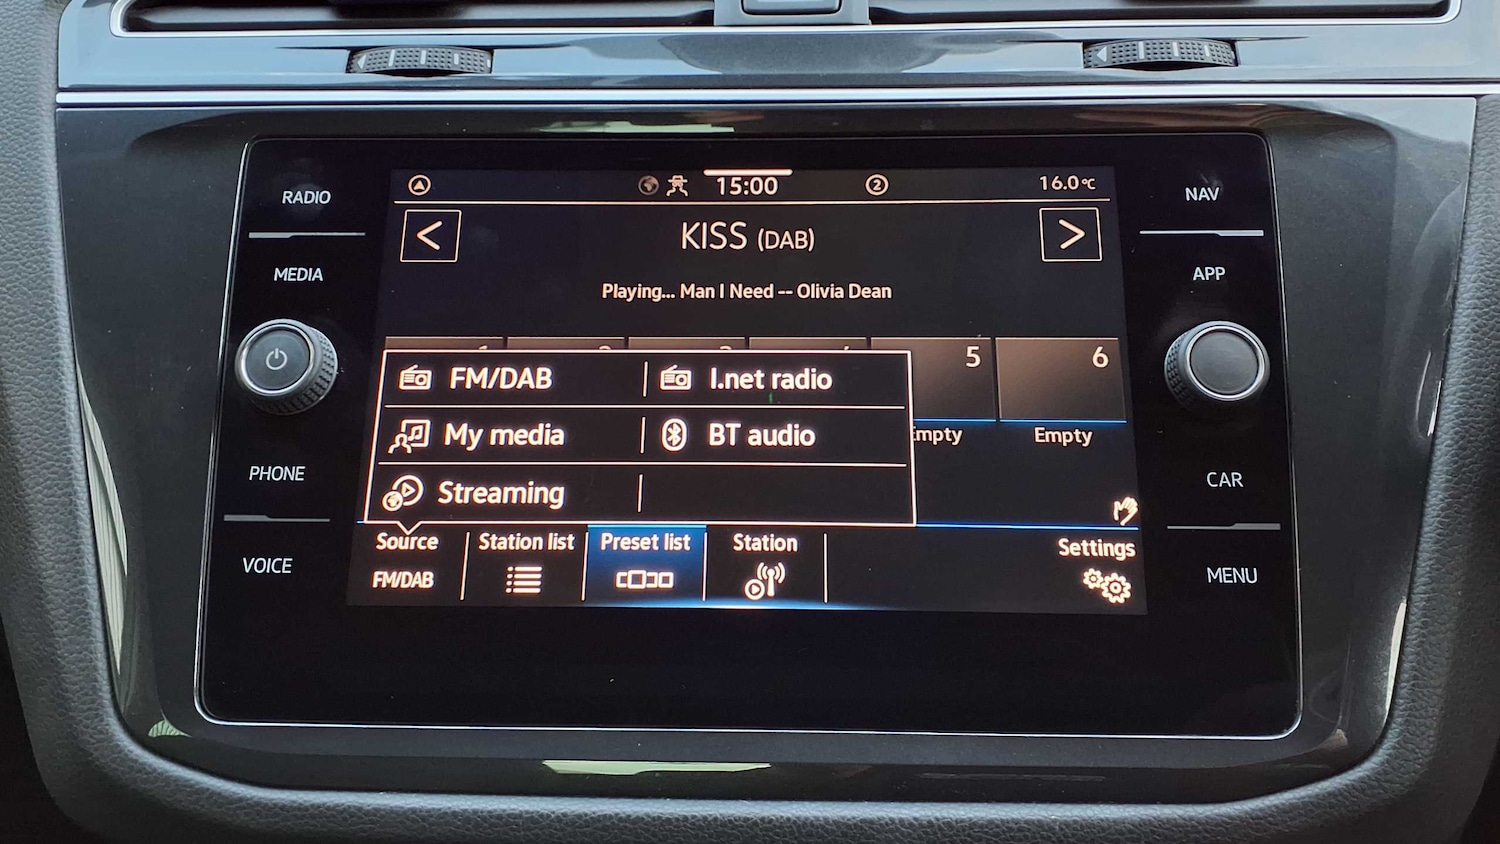 RADIO
MEDIA
PHONE
VOICE
15:00
2
16.0°C
KISS (DAB)
Playing... Man I Need -- Olivia Dean
5
6
FM/DAB
I.net radio
My media
BT audio
Streaming
Empty
Empty
Source
FM/DAB
Station list
Preset list
Station
Settings
NAV
APP
CAR
MENU